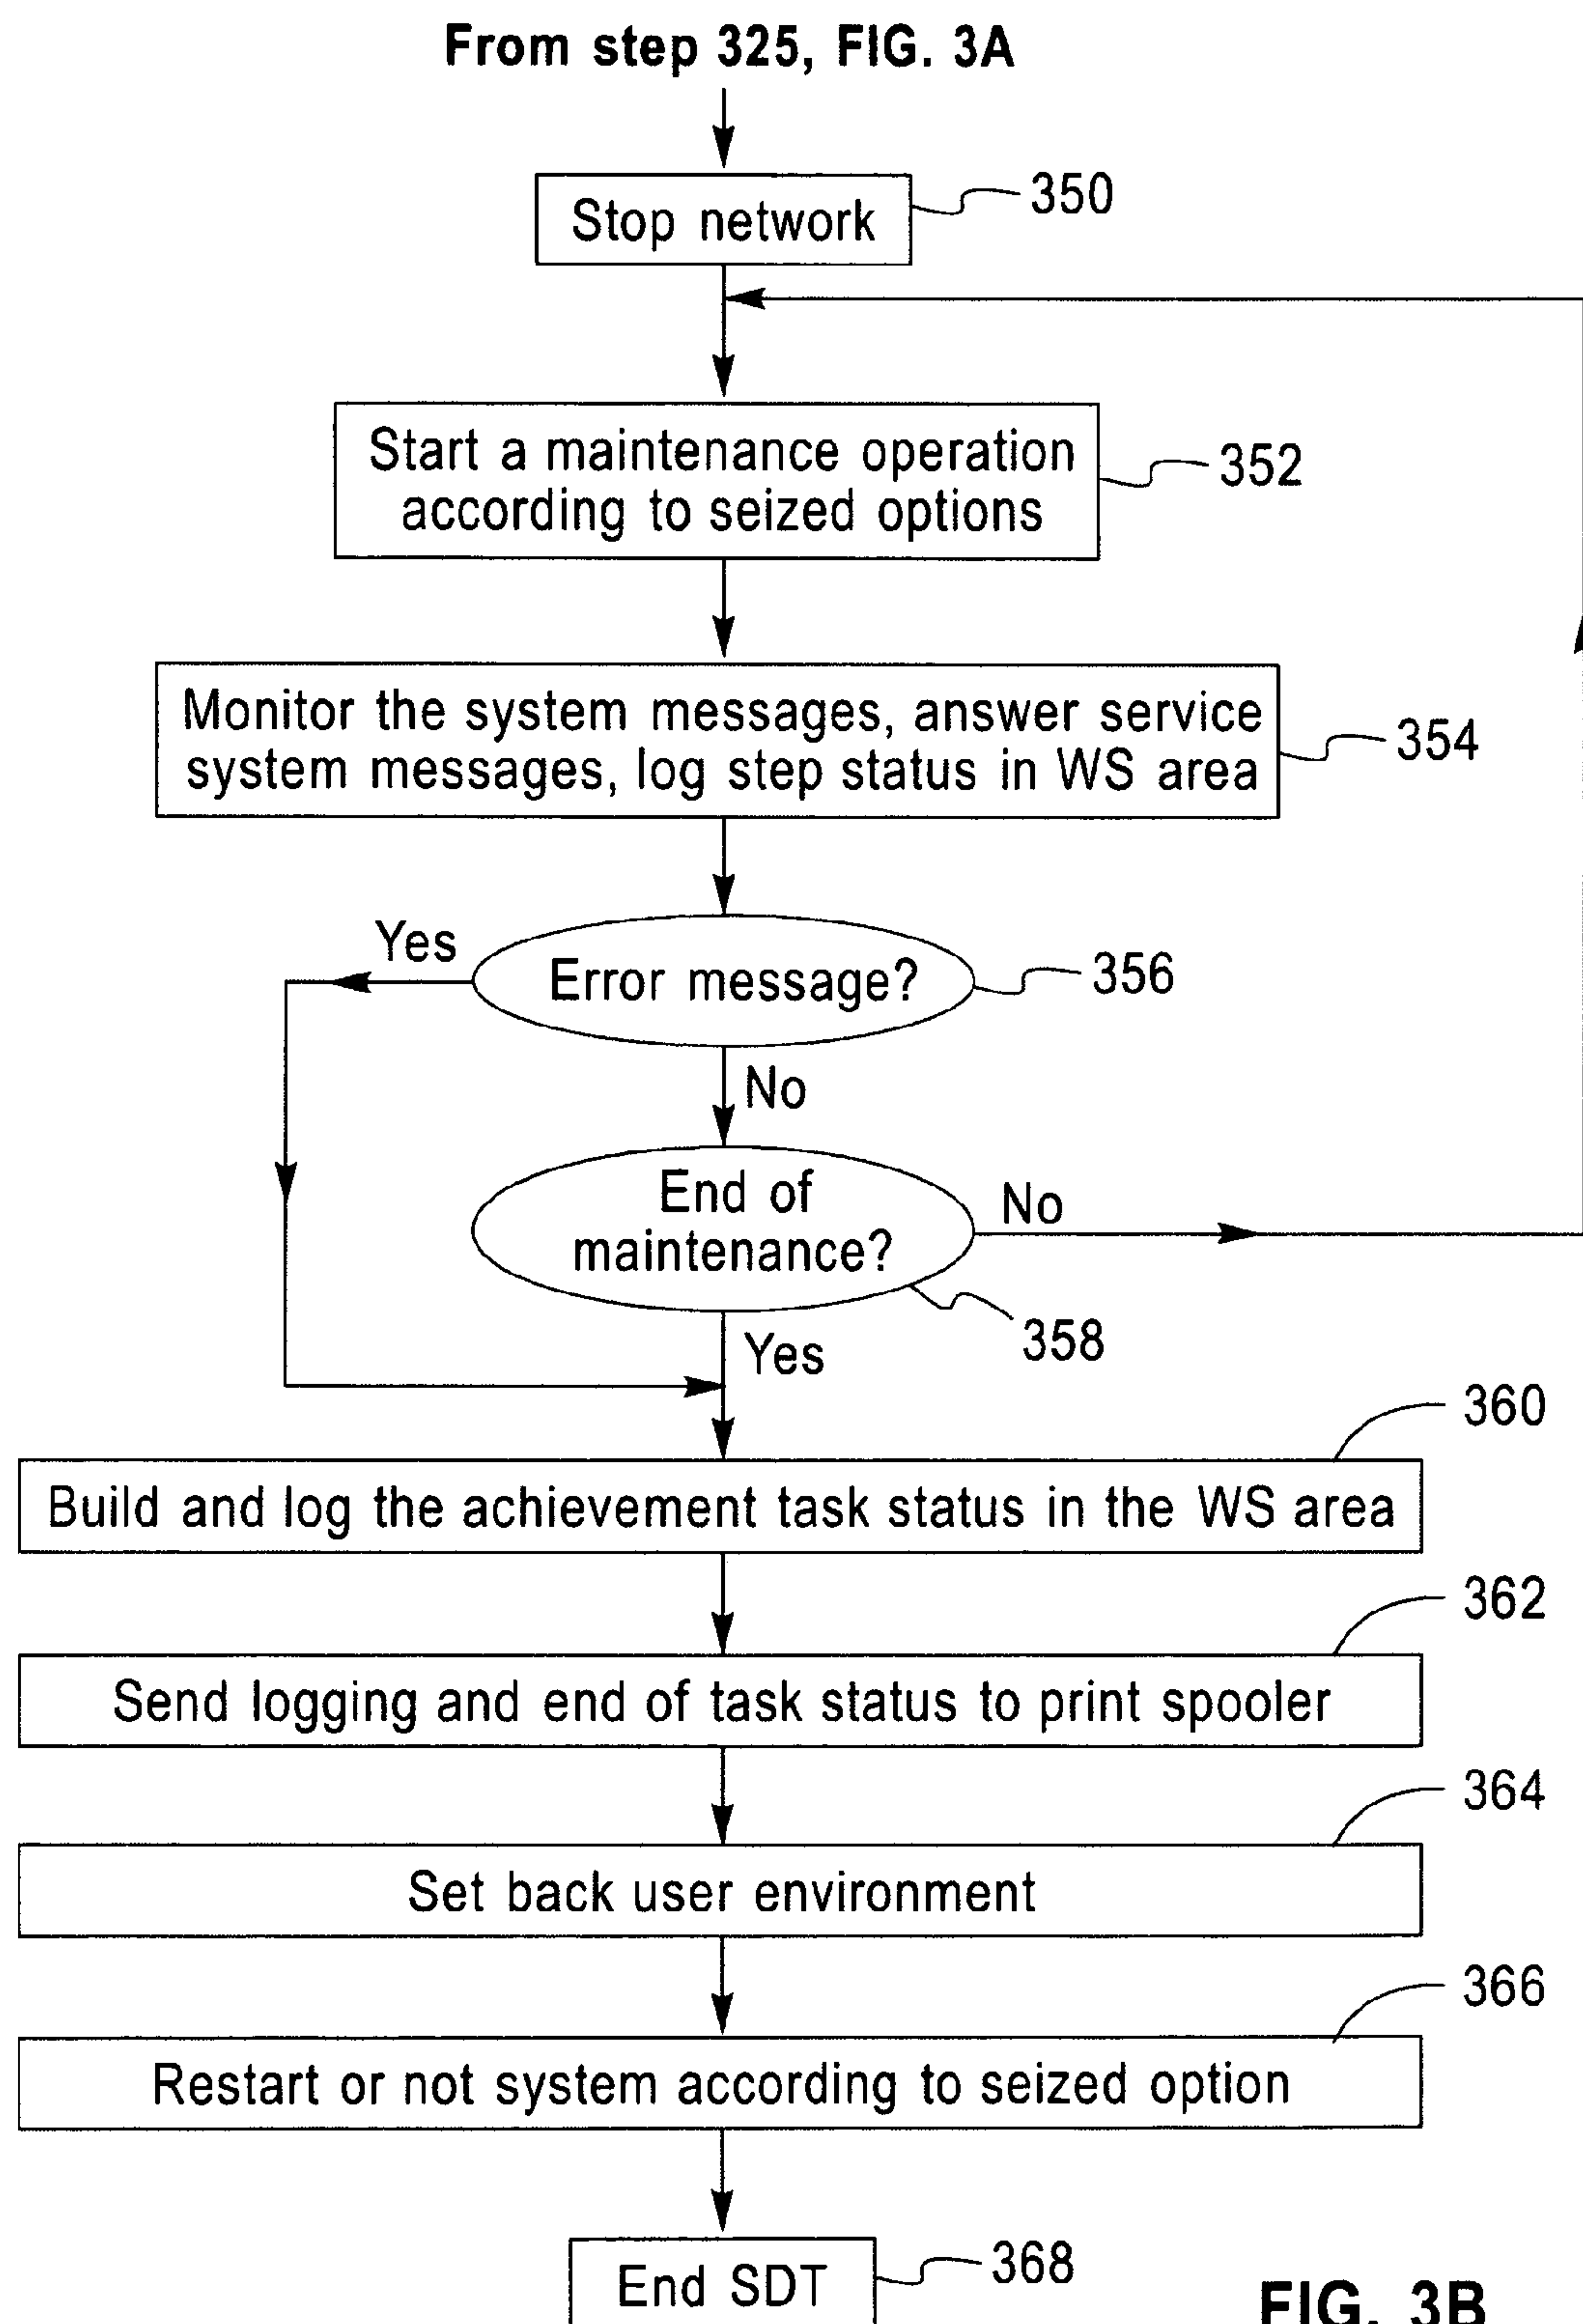 From step 325, FIG. 3A
Stop network
350
Start a maintenance operation
according to seized options
352
Monitor the system messages, answer service
system messages, log step status in WS area
354
Yes
Error message?
356
No
End of
maintenance?
No
358
Yes
360
Build and log the achievement task status in the WS area
362
Send logging and end of task status to print spooler
364
Set back user environment
366
Restart or not system according to seized option
End SDT
368
FIG. 3B